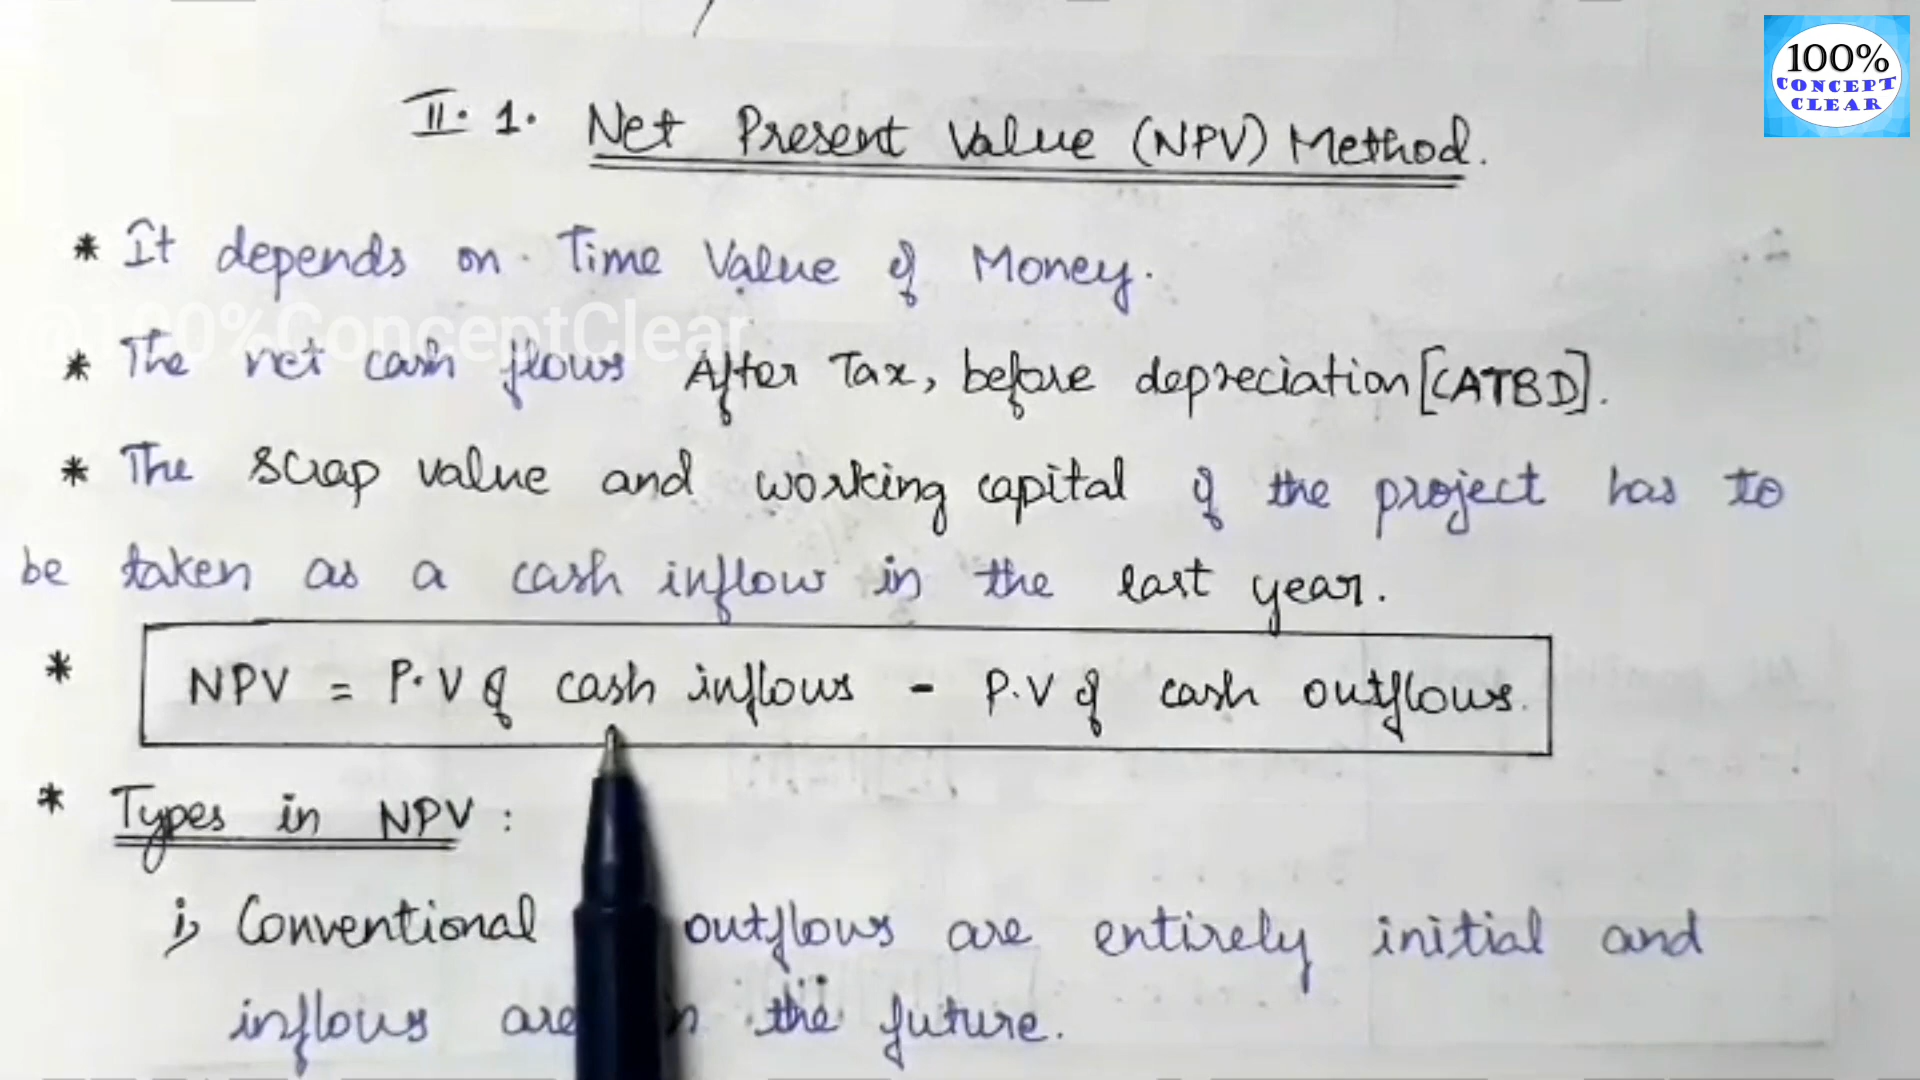 100%
CONCEPT
CLEAR
II. 1. Net Present Value (NPV) Method.
* It depends on Time Value of Money.
@100%ConceptClear
* The net cash flows After Tax, before depreciation [CATBD].
* The scrap value and working capital of the project has to
be taken as a cash inflow in the last year.
* NPV = P.V of cash inflows - P.V of cash outflows.
* Types in NPV :
i, Conventional outflows are entirely initial and
inflows are the future.